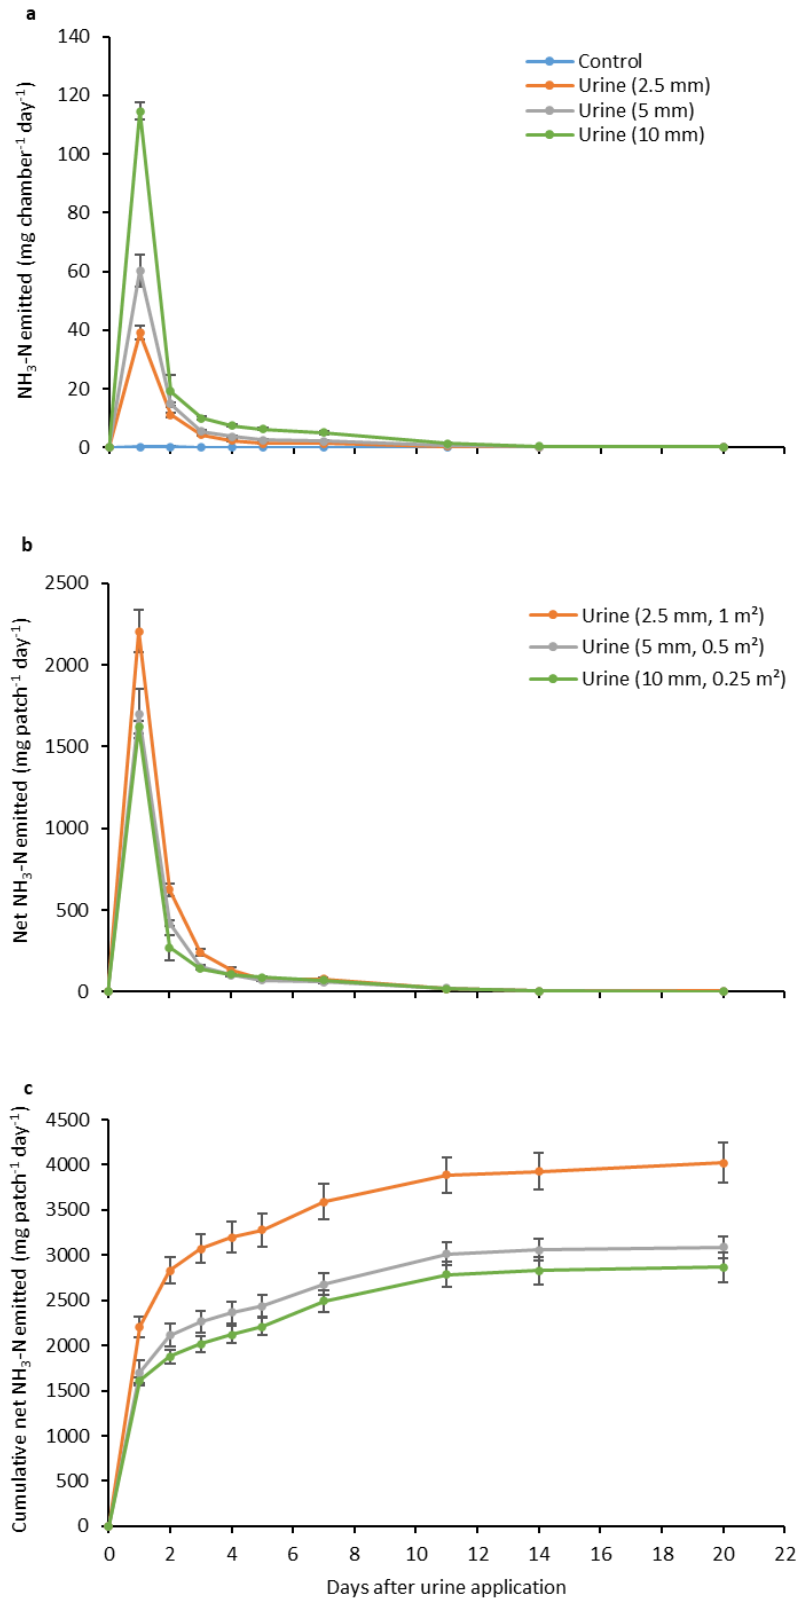 a
NH₃-N emitted (mg chamber⁻¹ day⁻¹)
140
120
100
80
60
40
20
0
Control
Urine (2.5 mm)
Urine (5 mm)
Urine (10 mm)
b
Net NH₃-N emitted (mg patch⁻¹ day⁻¹)
2500
2000
1500
1000
500
0
Urine (2.5 mm, 1 m²)
Urine (5 mm, 0.5 m²)
Urine (10 mm, 0.25 m²)
c
Cumulative net NH₃-N emitted (mg patch⁻¹ day⁻¹)
4500
4000
3500
3000
2500
2000
1500
1000
500
0
0 2 4 6 8 10 12 14 16 18 20 22
Days after urine application